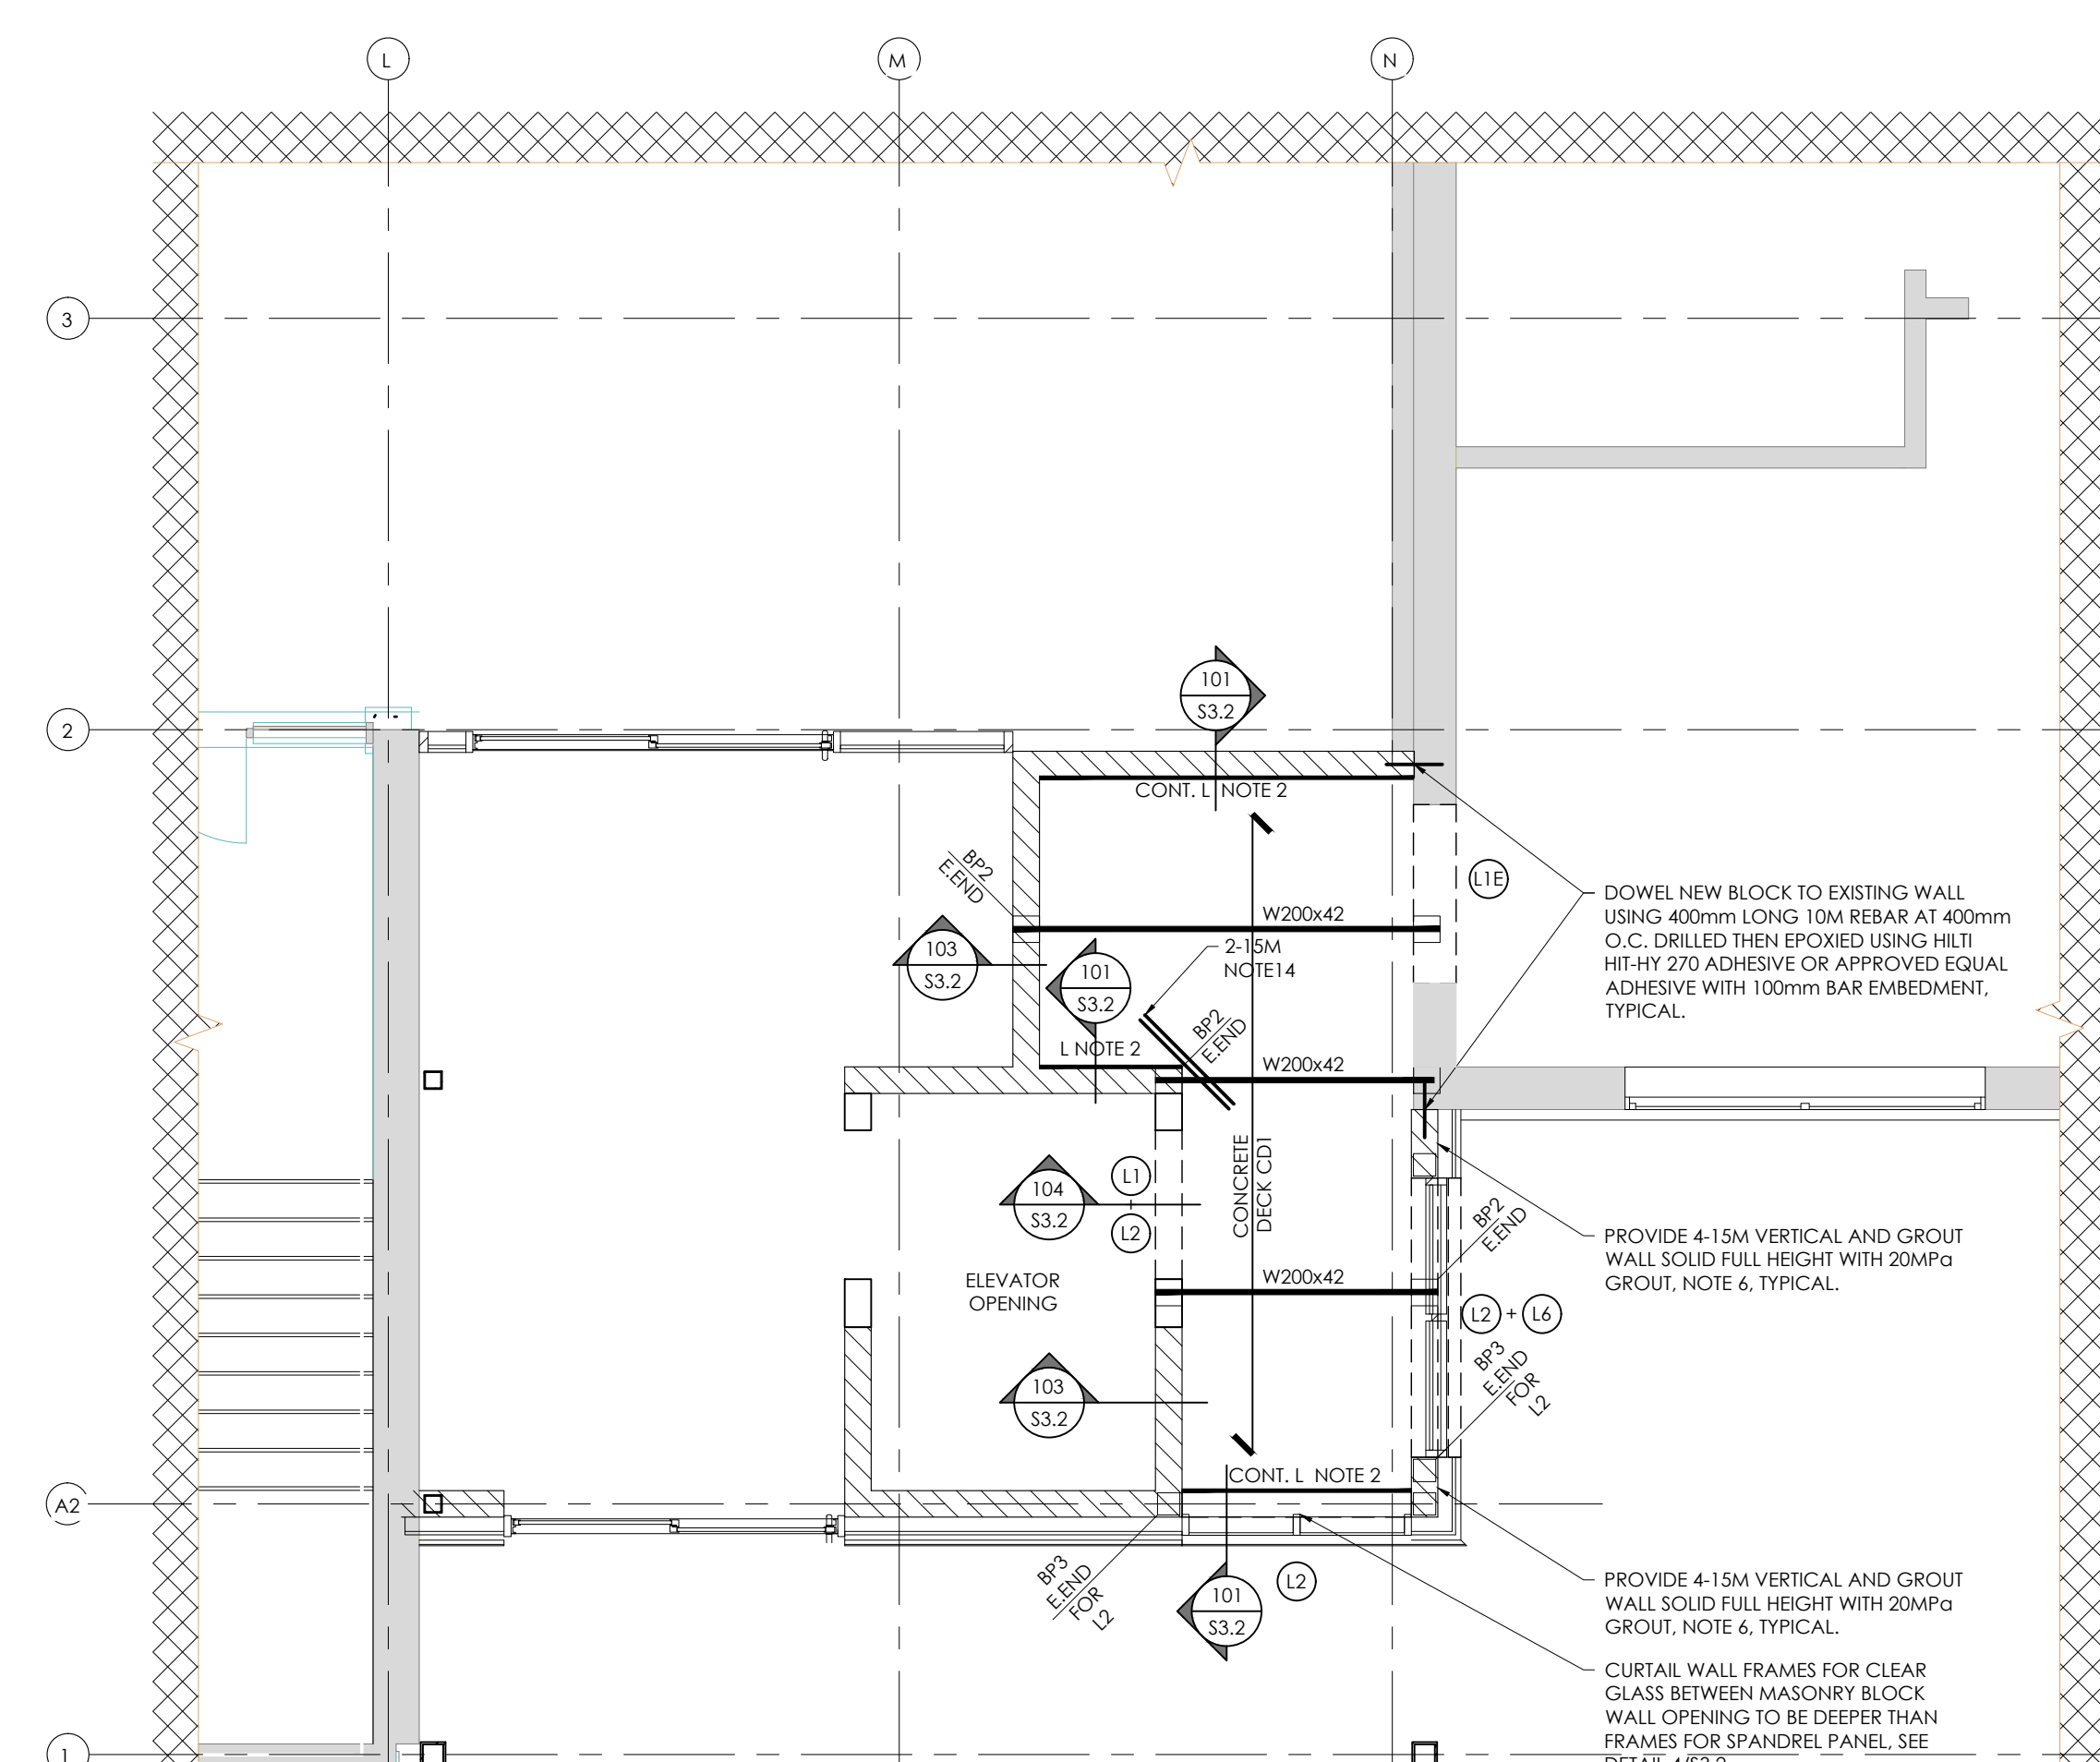 L
M
N
3
2
101
S3.2
CONT. L NOTE 2
BP2
E.END
L1E
W200x42
103
S3.2
101
S3.2
2-15M
NOTE14
DOWEL NEW BLOCK TO EXISTING WALL
USING 400mm LONG 10M REBAR AT 400mm
O.C. DRILLED THEN EPOXIED USING HILTI
HIT-HY 270 ADHESIVE OR APPROVED EQUAL
ADHESIVE WITH 100mm BAR EMBEDMENT,
TYPICAL.
BP2
E.END
L NOTE 2
W200x42
CONCRETE
DECK CD1
104
S3.2
L1
L2
BP2
E.END
PROVIDE 4-15M VERTICAL AND GROUT
WALL SOLID FULL HEIGHT WITH 20MPa
GROUT, NOTE 6, TYPICAL.
ELEVATOR
OPENING
W200x42
L2 + L6
BP3
E.END
FOR
L2
103
S3.2
CONT. L NOTE 2
A2
BP3
E.END
FOR
L2
101
S3.2
L2
PROVIDE 4-15M VERTICAL AND GROUT
WALL SOLID FULL HEIGHT WITH 20MPa
GROUT, NOTE 6, TYPICAL.
CURTAIL WALL FRAMES FOR CLEAR
GLASS BETWEEN MASONRY BLOCK
WALL OPENING TO BE DEEPER THAN
FRAMES FOR SPANDREL PANEL, SEE
1